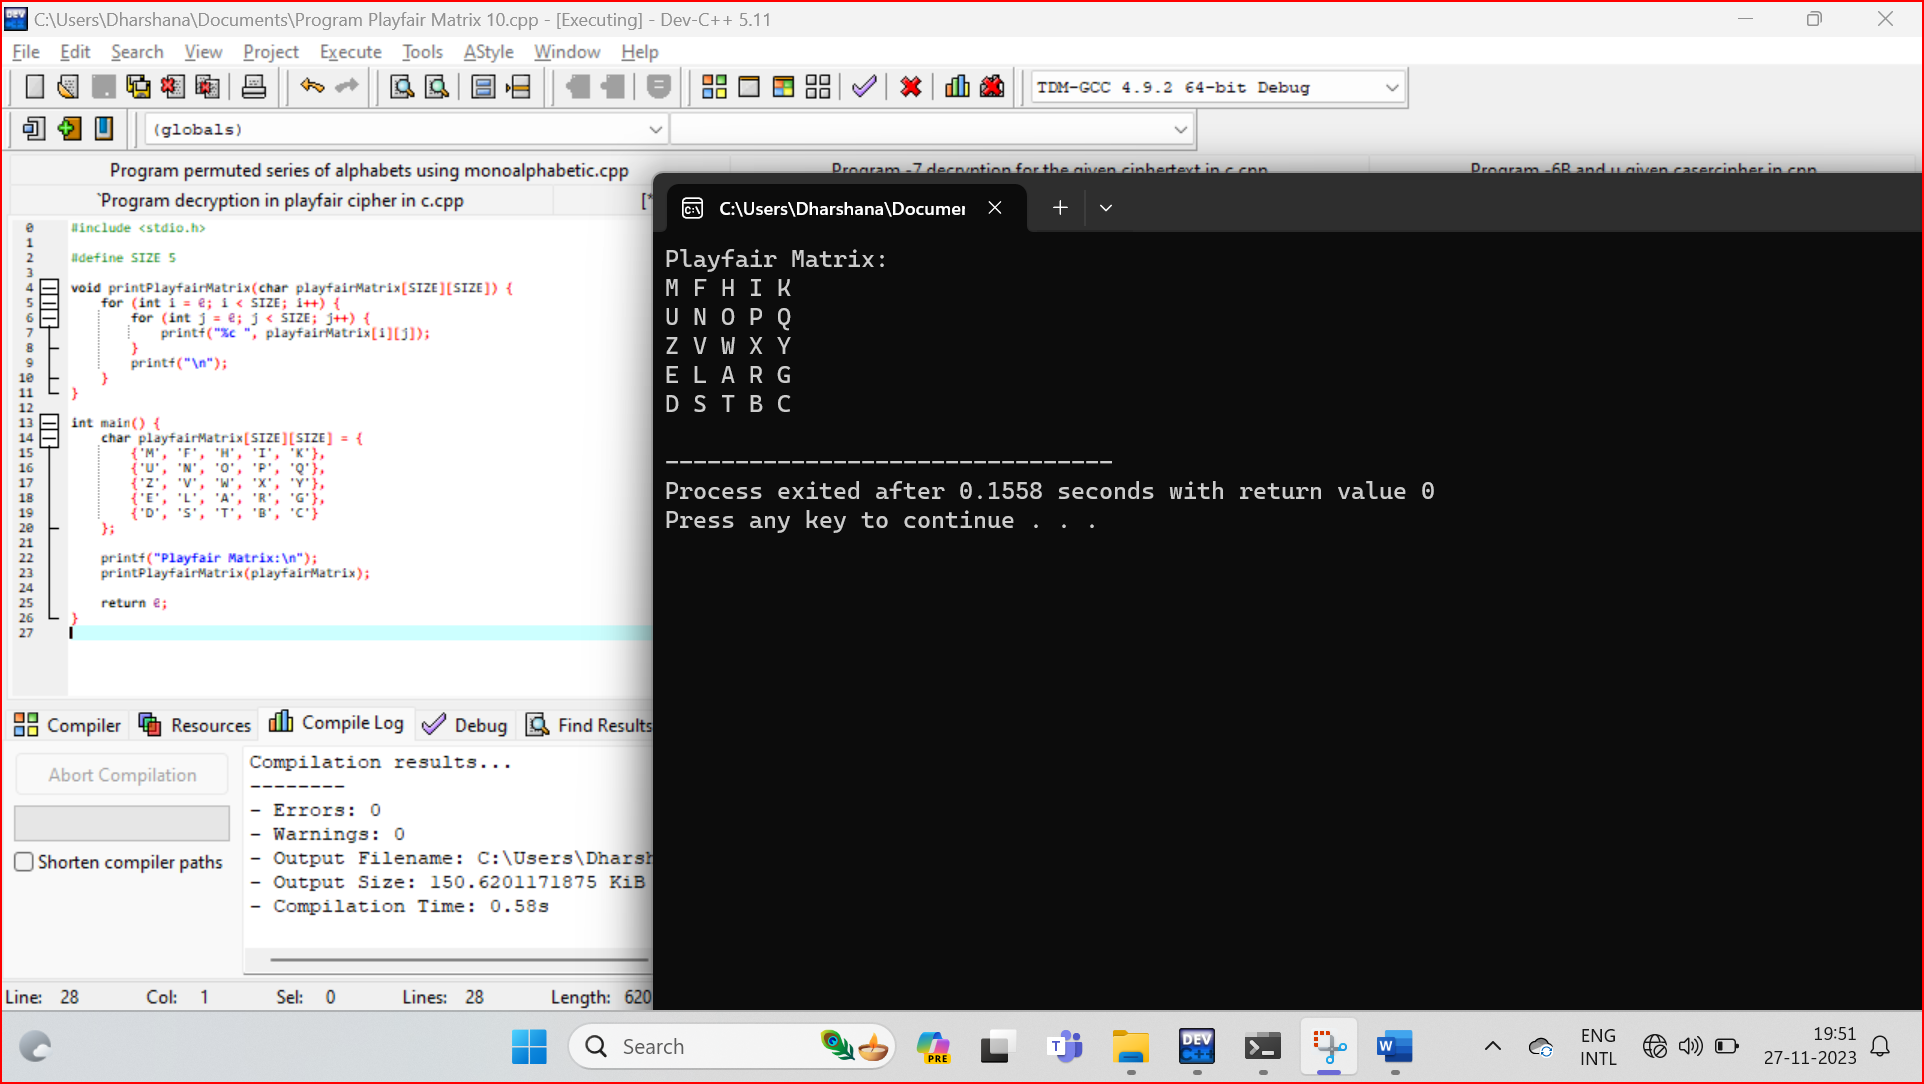 C:\Users\Dharshana\Documents\Program Playfair Matrix 10.cpp - [Executing] - Dev-C++ 5.11
File Edit Search View Project Execute Tools AStyle Window Help
TDM-GCC 4.9.2 64-bit Debug
(globals)
Program permuted series of alphabets using monoalphabetic.cpp
Program -7 decryption for the given ciphertext in c.cpp
Program -6B and u given casercipher in cpp
`Program decryption in playfair cipher in c.cpp
[*
0 #include <stdio.h>
1
2 #define SIZE 5
3
4 void printPlayfairMatrix(char playfairMatrix[SIZE][SIZE]) {
5 for (int i = 0; i < SIZE; i++) {
6 for (int j = 0; j < SIZE; j++) {
7 printf("%c ", playfairMatrix[i][j]);
8 }
9 printf("\n");
10 }
11 }
12
13 int main() {
14 char playfairMatrix[SIZE][SIZE] = {
15 {'M', 'F', 'H', 'I', 'K'},
16 {'U', 'N', 'O', 'P', 'Q'},
17 {'Z', 'V', 'W', 'X', 'Y'},
18 {'E', 'L', 'A', 'R', 'G'},
19 {'D', 'S', 'T', 'B', 'C'}
20 };
21
22 printf("Playfair Matrix:\n");
23 printPlayfairMatrix(playfairMatrix);
24
25 return 0;
26 }
27
C:\Users\Dharshana\Documer
Playfair Matrix:
M F H I K
U N O P Q
Z V W X Y
E L A R G
D S T B C
--------------------------------
Process exited after 0.1558 seconds with return value 0
Press any key to continue . . .
Compiler Resources Compile Log Debug Find Results
Abort Compilation
Shorten compiler paths
Compilation results...
--------
- Errors: 0
- Warnings: 0
- Output Filename: C:\Users\Dharsh
- Output Size: 150.6201171875 KiB
- Compilation Time: 0.58s
Line: 28 Col: 1 Sel: 0 Lines: 28 Length: 620
Search
PRE
T
DEV
C++
W
ENG
INTL
19:51
27-11-2023